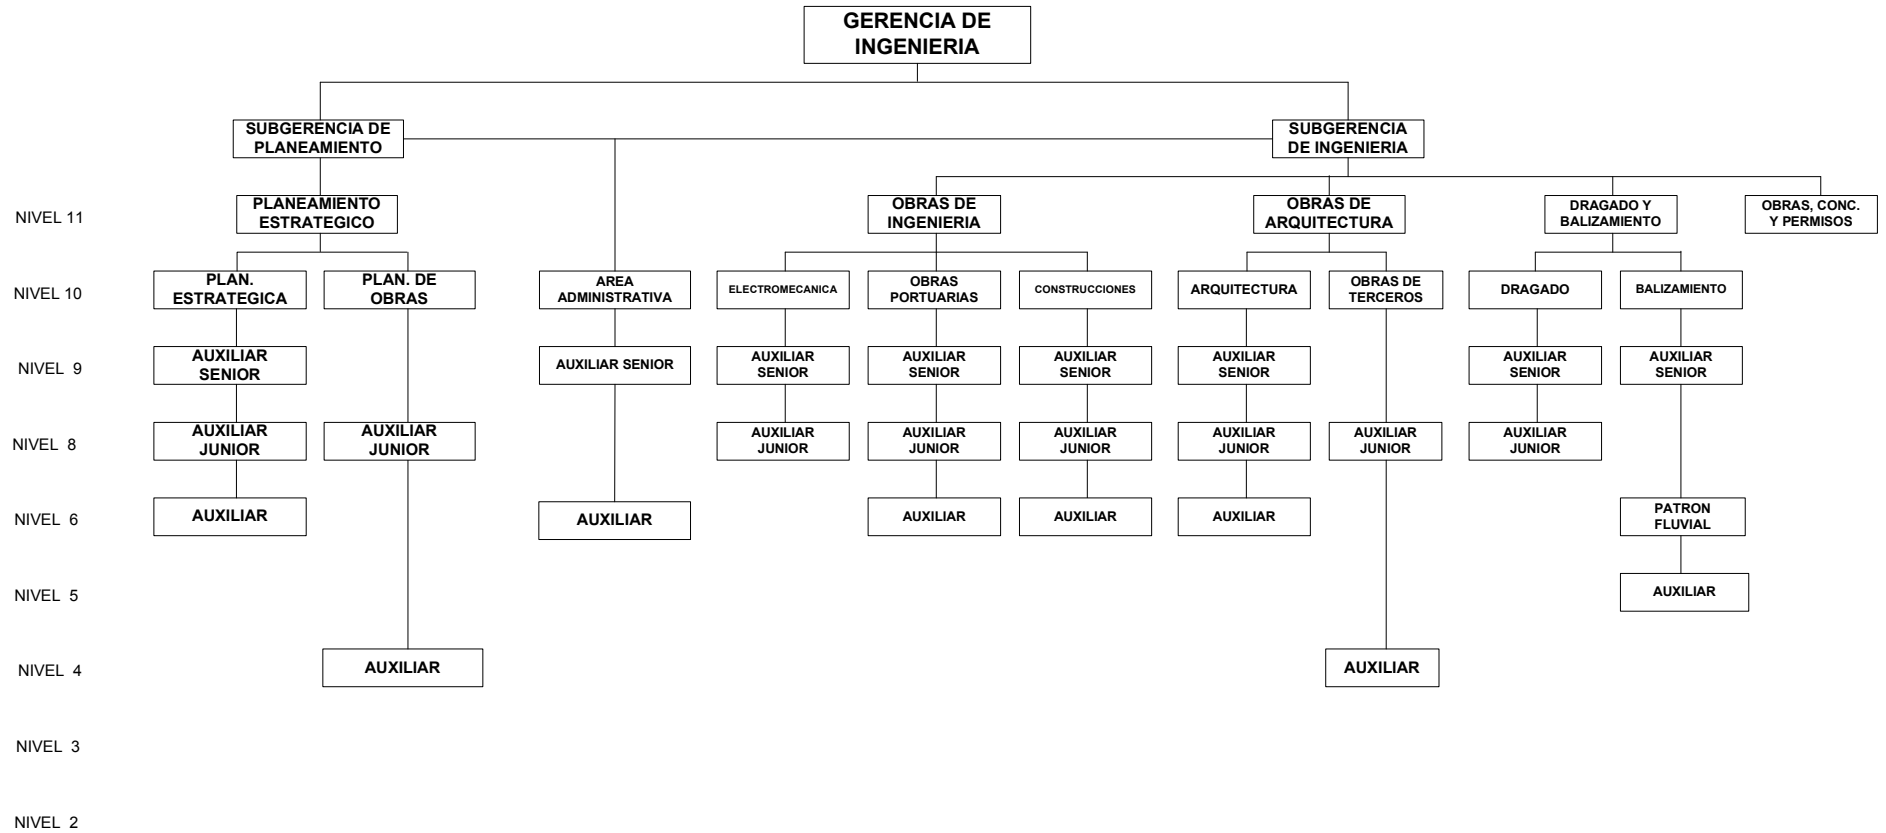 GERENCIA DE
INGENIERIA
SUBGERENCIA DE
PLANEAMIENTO
SUBGERENCIA
DE INGENIERIA
NIVEL 11
PLANEAMIENTO
ESTRATEGICO
OBRAS DE
INGENIERIA
OBRAS DE
ARQUITECTURA
DRAGADO Y
BALIZAMIENTO
OBRAS, CONC.
Y PERMISOS
NIVEL 10
PLAN.
ESTRATEGICA
PLAN. DE
OBRAS
AREA
ADMINISTRATIVA
ELECTROMECANICA
OBRAS
PORTUARIAS
CONSTRUCCIONES
ARQUITECTURA
OBRAS DE
TERCEROS
DRAGADO
BALIZAMIENTO
NIVEL 9
AUXILIAR
SENIOR
AUXILIAR SENIOR
AUXILIAR
SENIOR
AUXILIAR
SENIOR
AUXILIAR
SENIOR
AUXILIAR
SENIOR
AUXILIAR
SENIOR
AUXILIAR
SENIOR
NIVEL 8
AUXILIAR
JUNIOR
AUXILIAR
JUNIOR
AUXILIAR
JUNIOR
AUXILIAR
JUNIOR
AUXILIAR
JUNIOR
AUXILIAR
JUNIOR
AUXILIAR
JUNIOR
AUXILIAR
JUNIOR
NIVEL 6
AUXILIAR
AUXILIAR
AUXILIAR
AUXILIAR
AUXILIAR
PATRON
FLUVIAL
NIVEL 5
AUXILIAR
NIVEL 4
AUXILIAR
AUXILIAR
NIVEL 3
NIVEL 2